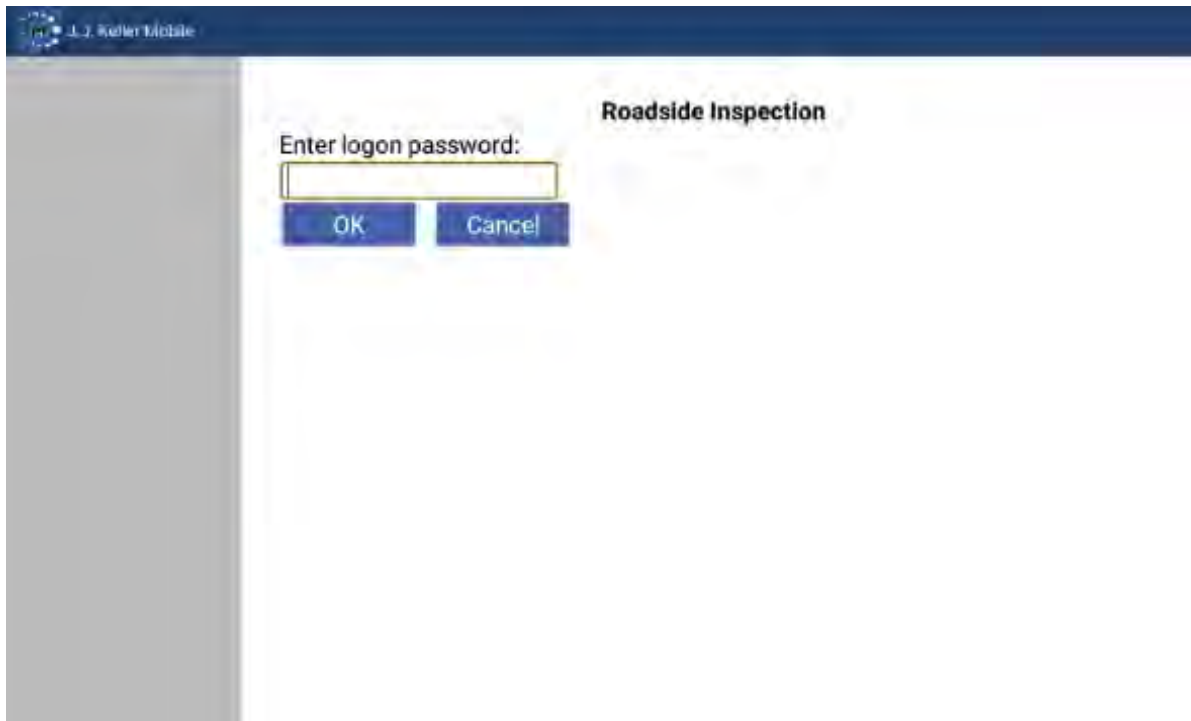 J. J. Keller Mobile
Roadside Inspection
Enter logon password:
OK
Cancel